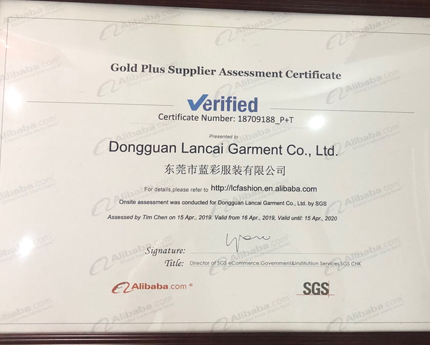 Gold Plus Supplier Assessment Certificate
Verified
Certificate Number: 18709188_P+T
Presented to
Dongguan Lancai Garment Co., Ltd.
东莞市蓝彩服装有限公司
For details,please refer to http://lcfashion.en.alibaba.com
Onsite assessment was conducted for Dongguan Lancai Garment Co., Ltd. by SGS
Assessed by Tim Chen on 15 Apr., 2019, Valid from 16 Apr., 2019, Valid until: 15 Apr., 2020
Signature:
Title: Director of SGS eCommerce,Government&Institution Services,SGS CHK
Alibaba.com®
SGS